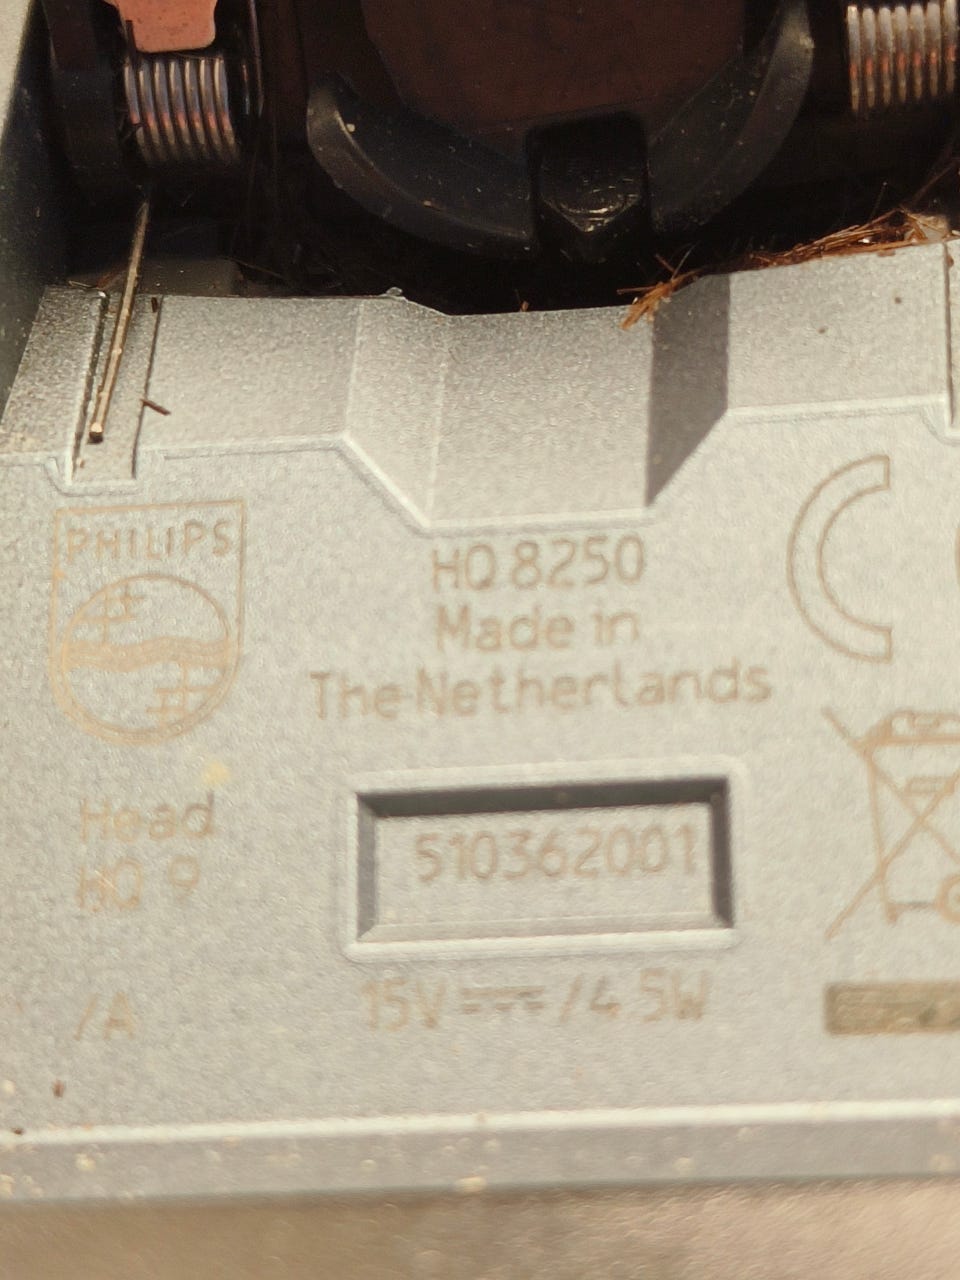 PHILIPS
HQ 8250
Made in
The Netherlands
Head
HQ 9
510362001
/A
15V /4.5W
C